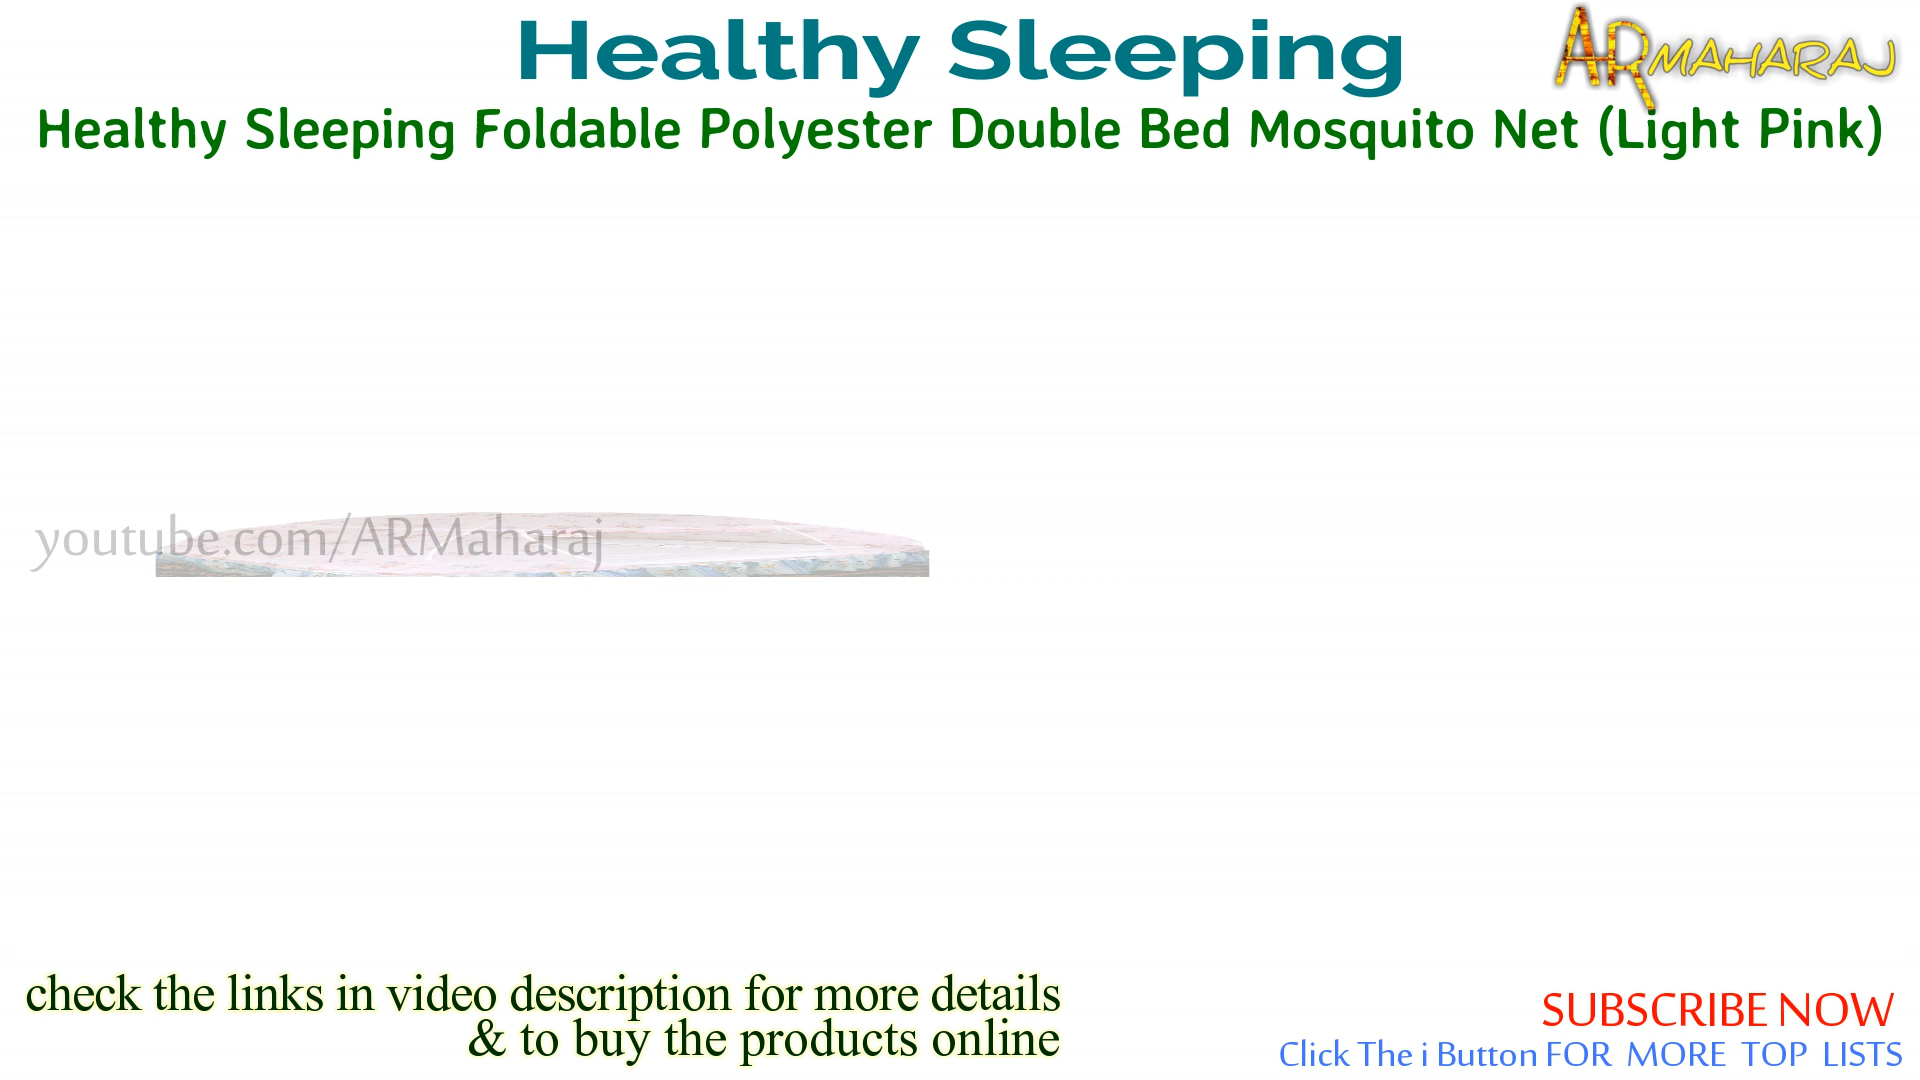 Healthy Sleeping
ARMAHARAJ
Healthy Sleeping Foldable Polyester Double Bed Mosquito Net (Light Pink)
youtube.com/ARMaharaj
check the links in video description for more details
& to buy the products online
SUBSCRIBE NOW
Click The i Button FOR MORE TOP LISTS